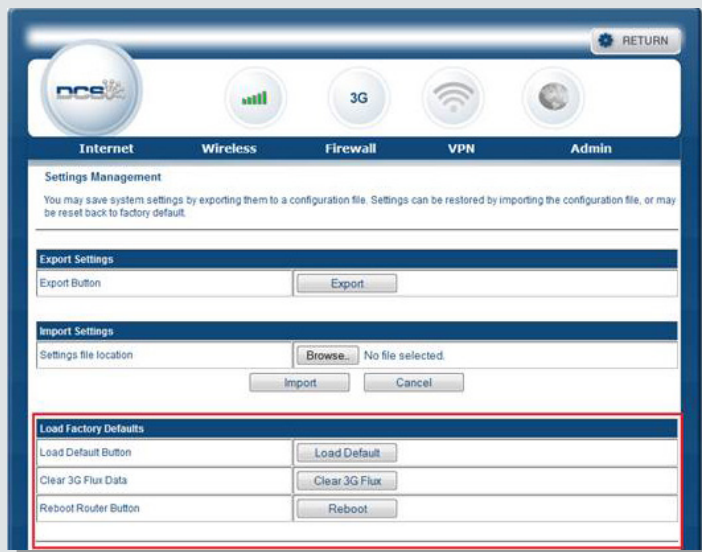 RETURN
DCS
3G
Internet Wireless Firewall VPN Admin
Settings Management
You may save system settings by exporting them to a configuration file. Settings can be restored by importing the configuration file, or may
be reset back to factory default.
Export Settings
Export Button Export
Import Settings
Settings file location Browse.. No file selected.
Import Cancel
Load Factory Defaults
Load Default Button Load Default
Clear 3G Flux Data Clear 3G Flux
Reboot Router Button Reboot